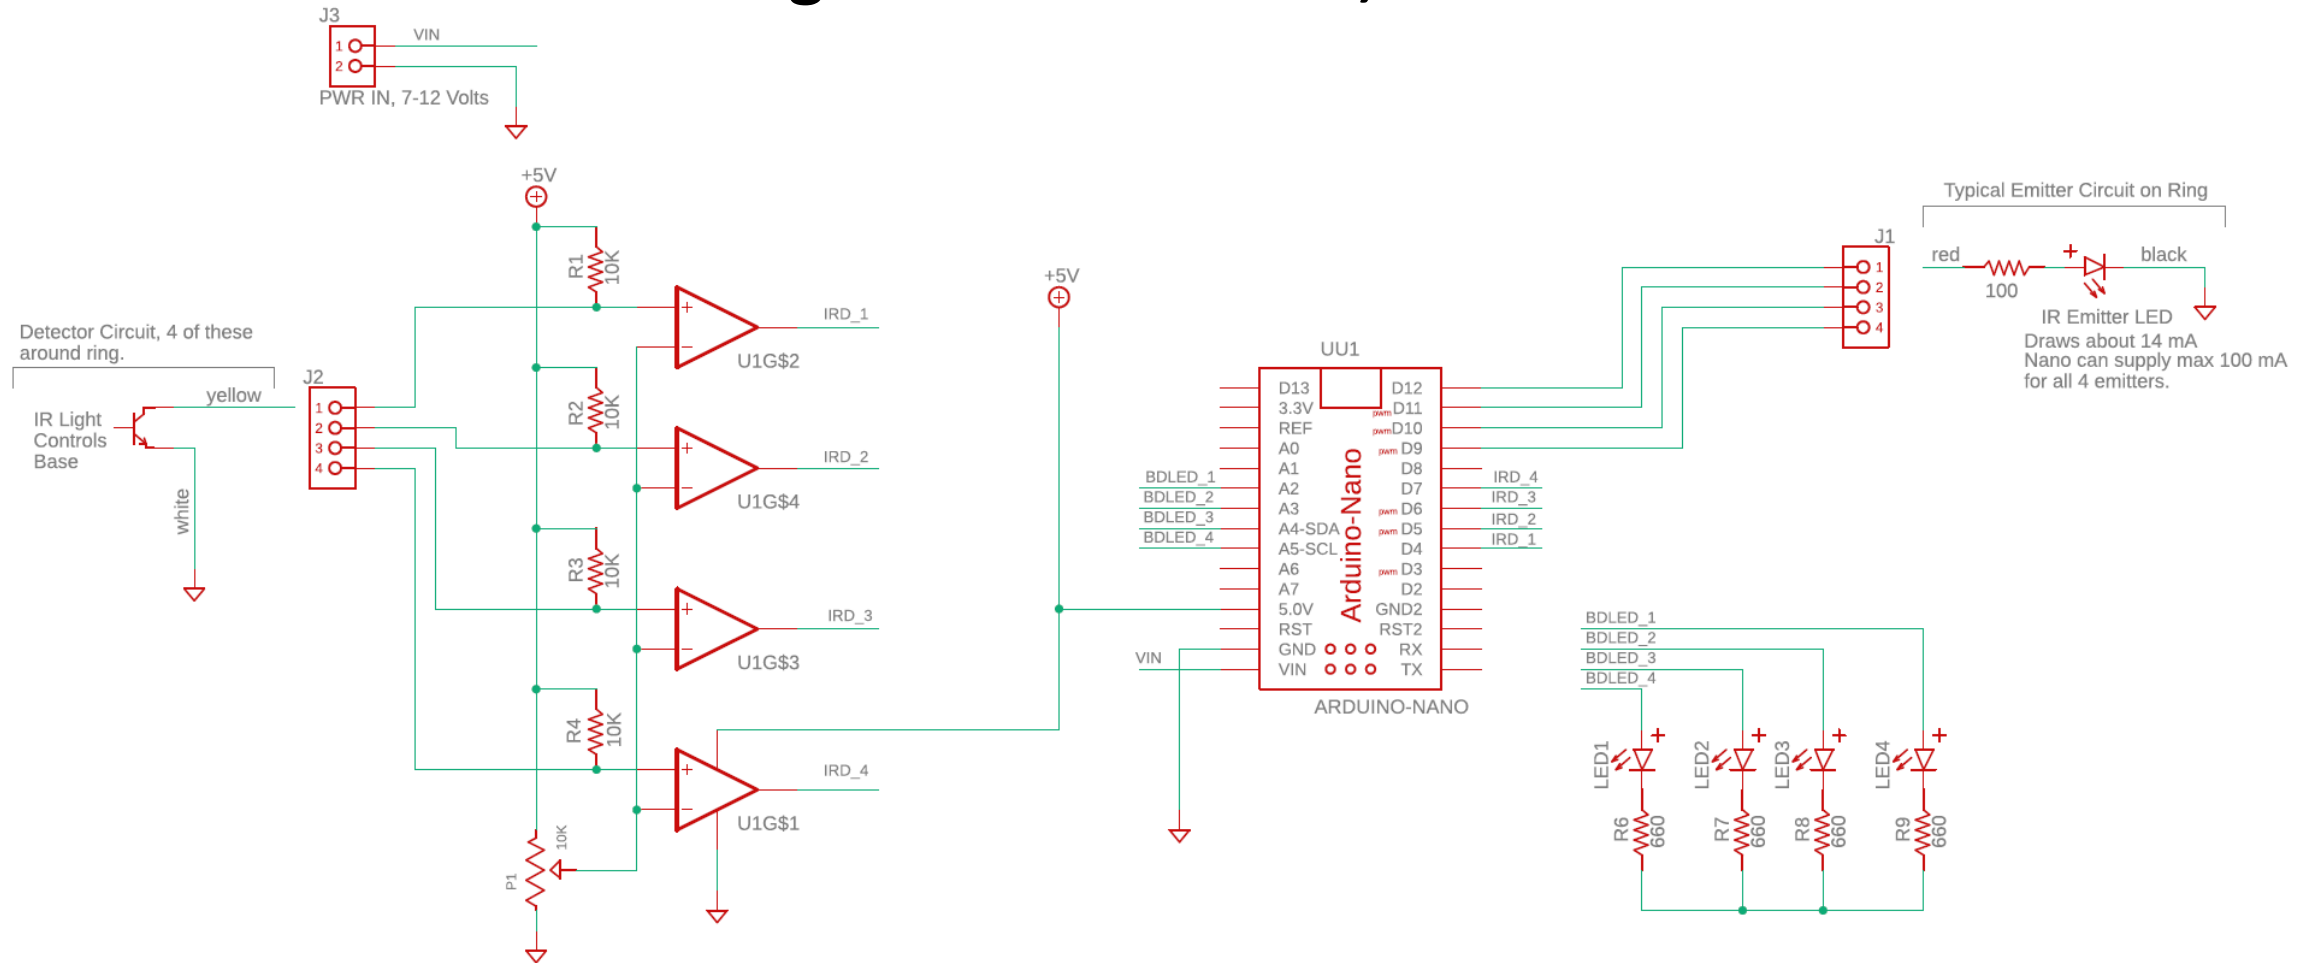 J3
1
VIN
2
PWR IN, 7-12 Volts
+5V
R1
10K
+
−
IRD_1
U1G$2
R2
10K
+
−
IRD_2
U1G$4
R3
10K
+
−
IRD_3
U1G$3
R4
10K
+
−
IRD_4
U1G$1
P1
10K
Detector Circuit, 4 of these
around ring.
yellow
IR Light
Controls
Base
white
J2
1
2
3
4
+5V
UU1
D13
3.3V
REF
A0
A1
A2
A3
A4-SDA
A5-SCL
A6
A7
5.0V
RST
GND
VIN
D12
pwm D11
pwm D10
pwm D9
D8
D7
pwm D6
pwm D5
D4
pwm D3
D2
GND2
RST2
RX
TX
Arduino-Nano
ARDUINO-NANO
BDLED_1
BDLED_2
BDLED_3
BDLED_4
VIN
IRD_4
IRD_3
IRD_2
IRD_1
J1
1
2
3
4
Typical Emitter Circuit on Ring
red
100
+
black
IR Emitter LED
Draws about 14 mA
Nano can supply max 100 mA
for all 4 emitters.
BDLED_1
BDLED_2
BDLED_3
BDLED_4
LED1
+
LED2
+
LED3
+
LED4
+
R6
660
R7
660
R8
660
R9
660